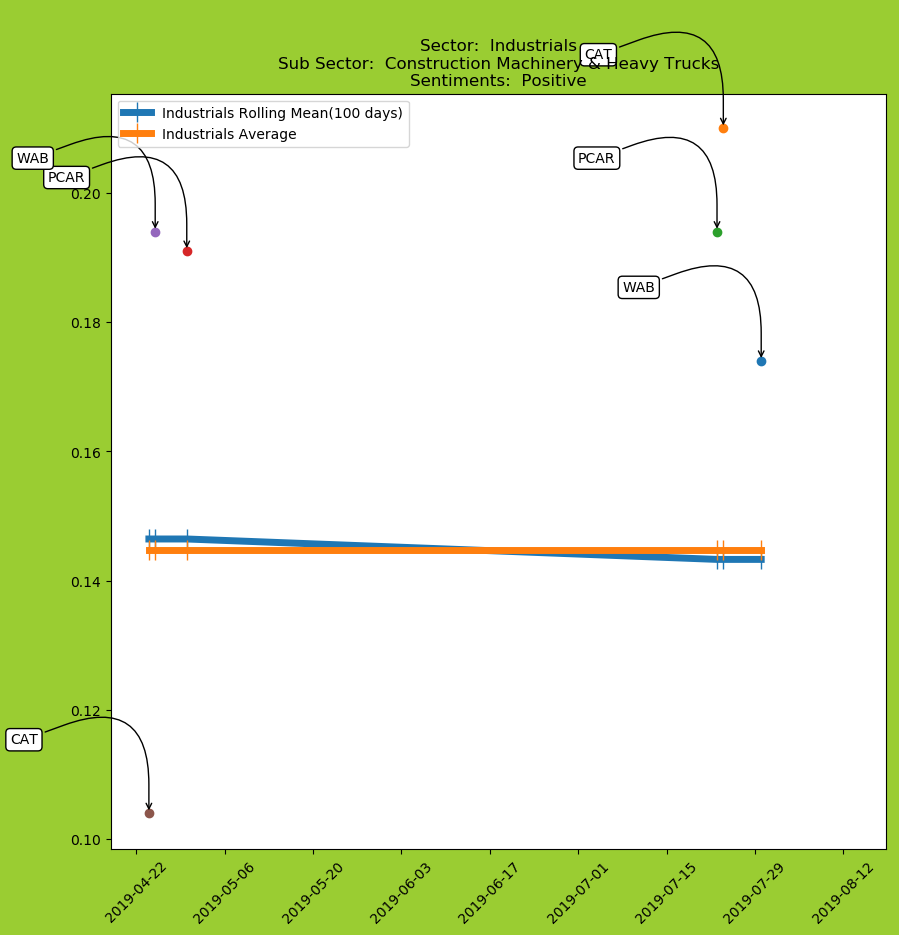 Sector:  Industrials
Sub Sector:  Construction Machinery & Heavy Trucks
Sentiments:  Positive
CAT
Industrials Rolling Mean(100 days)
Industrials Average
WAB
PCAR
PCAR
WAB
CAT
0.20
0.18
0.16
0.14
0.12
0.10
2019-04-22
2019-05-06
2019-05-20
2019-06-03
2019-06-17
2019-07-01
2019-07-15
2019-07-29
2019-08-12